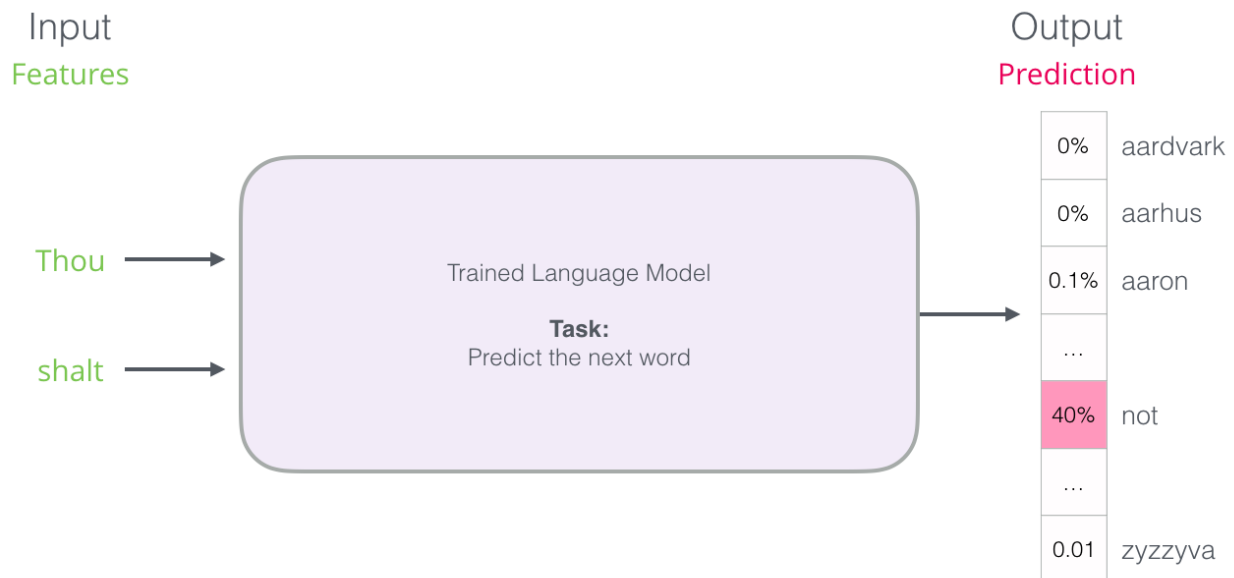 Input
Features
Thou
shalt
Trained Language Model
Task:
Predict the next word
Output
Prediction
0% aardvark
0% aarhus
0.1% aaron
...
40% not
...
0.01 zyzzyva